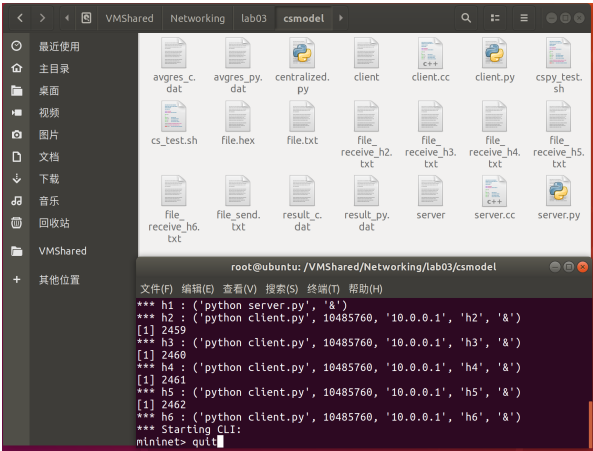 VMShared Networking lab03 csmodel
最近使用
主目录
桌面
视频
图片
文档
下载
音乐
回收站
VMShared
其他位置
avgres_c.
dat
avgres_py.
dat
centralized.
py
client
client.cc
client.py
cspy_test.
sh
cs_test.sh
file.hex
file.txt
file_
receive_h2.
txt
file_
receive_h3.
txt
file_
receive_h4.
txt
file_
receive_h5.
txt
file_
receive_h6.
txt
file_send.
txt
result_c.
dat
result_py.
dat
server
server.cc
server.py
root@ubuntu: /VMShared/Networking/lab03/csmodel
文件(F) 编辑(E) 查看(V) 搜索(S) 终端(T) 帮助(H)
*** h1 : ('python server.py', '&')
*** h2 : ('python client.py', 10485760, '10.0.0.1', 'h2', '&')
[1] 2459
*** h3 : ('python client.py', 10485760, '10.0.0.1', 'h3', '&')
[1] 2460
*** h4 : ('python client.py', 10485760, '10.0.0.1', 'h4', '&')
[1] 2461
*** h5 : ('python client.py', 10485760, '10.0.0.1', 'h5', '&')
[1] 2462
*** h6 : ('python client.py', 10485760, '10.0.0.1', 'h6', '&')
*** Starting CLI:
mininet> quit